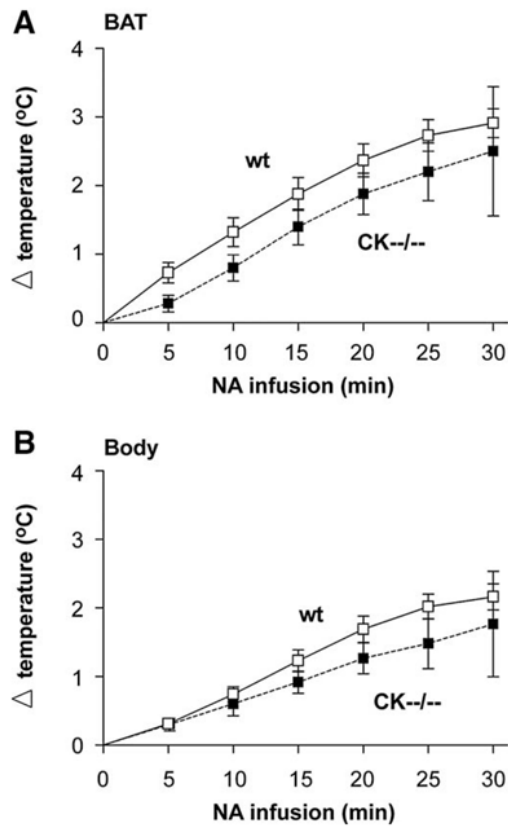 A
BAT
4
3
2
1
0
△ temperature (ºC)
wt
CK--/--
0 5 10 15 20 25 30
NA infusion (min)
B
Body
4
3
2
1
0
△ temperature (ºC)
wt
CK--/--
0 5 10 15 20 25 30
NA infusion (min)